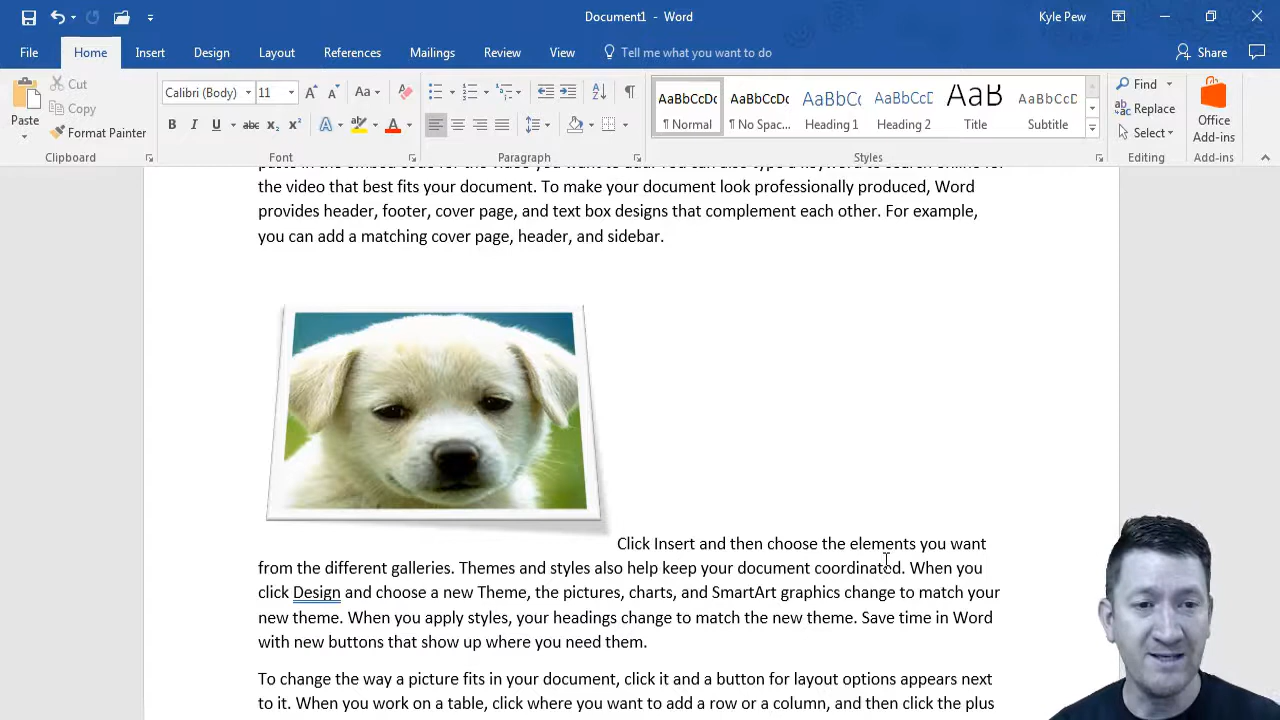 Document1 - Word
Kyle Pew
File Home Insert Design Layout References Mailings Review View Tell me what you want to do Share
Paste
Cut
Copy
Format Painter
Clipboard
Calibri (Body) 11
Aa
B I U abc x₂ x² A A
Font
Paragraph
AaBbCcDc
¶ Normal
AaBbCcDc
¶ No Spac...
AaBbCc
Heading 1
AaBbCcD
Heading 2
AaB
Title
AaBbCcD
Subtitle
Styles
Find
Replace
Select
Editing
Office
Add-ins
Add-ins
the video that best fits your document. To make your document look professionally produced, Word
provides header, footer, cover page, and text box designs that complement each other. For example,
you can add a matching cover page, header, and sidebar.
Click Insert and then choose the elements you want
from the different galleries. Themes and styles also help keep your document coordinated. When you
click Design and choose a new Theme, the pictures, charts, and SmartArt graphics change to match your
new theme. When you apply styles, your headings change to match the new theme. Save time in Word
with new buttons that show up where you need them.
To change the way a picture fits in your document, click it and a button for layout options appears next
to it. When you work on a table, click where you want to add a row or a column, and then click the plus